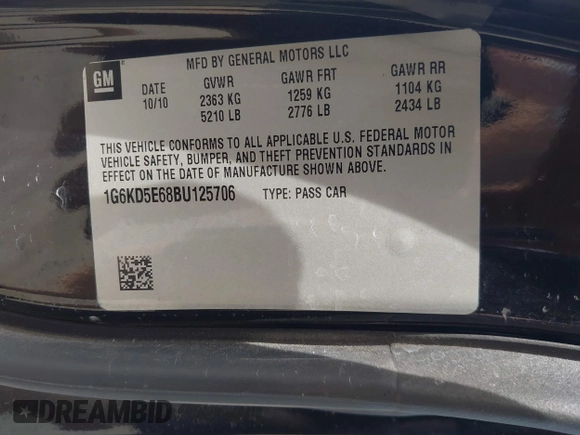 GM
MFD BY GENERAL MOTORS LLC
DATE GVWR GAWR FRT GAWR RR
10/10 2363 KG 1259 KG 1104 KG
5210 LB 2776 LB 2434 LB
THIS VEHICLE CONFORMS TO ALL APPLICABLE U.S. FEDERAL MOTOR
VEHICLE SAFETY, BUMPER, AND THEFT PREVENTION STANDARDS IN
EFFECT ON THE DATE OF MANUFACTURE SHOWN ABOVE.
1G6KD5E68BU125706 TYPE: PASS CAR
DREAMBID